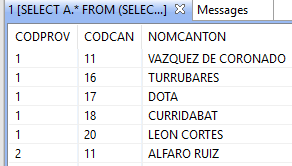 1 [SELECT A.* FROM (SELEC...] Messages
CODPROV CODCAN NOMCANTON
1 11 VAZQUEZ DE CORONADO
1 16 TURRUBARES
1 17 DOTA
1 18 CURRIDABAT
1 20 LEON CORTES
2 11 ALFARO RUIZ